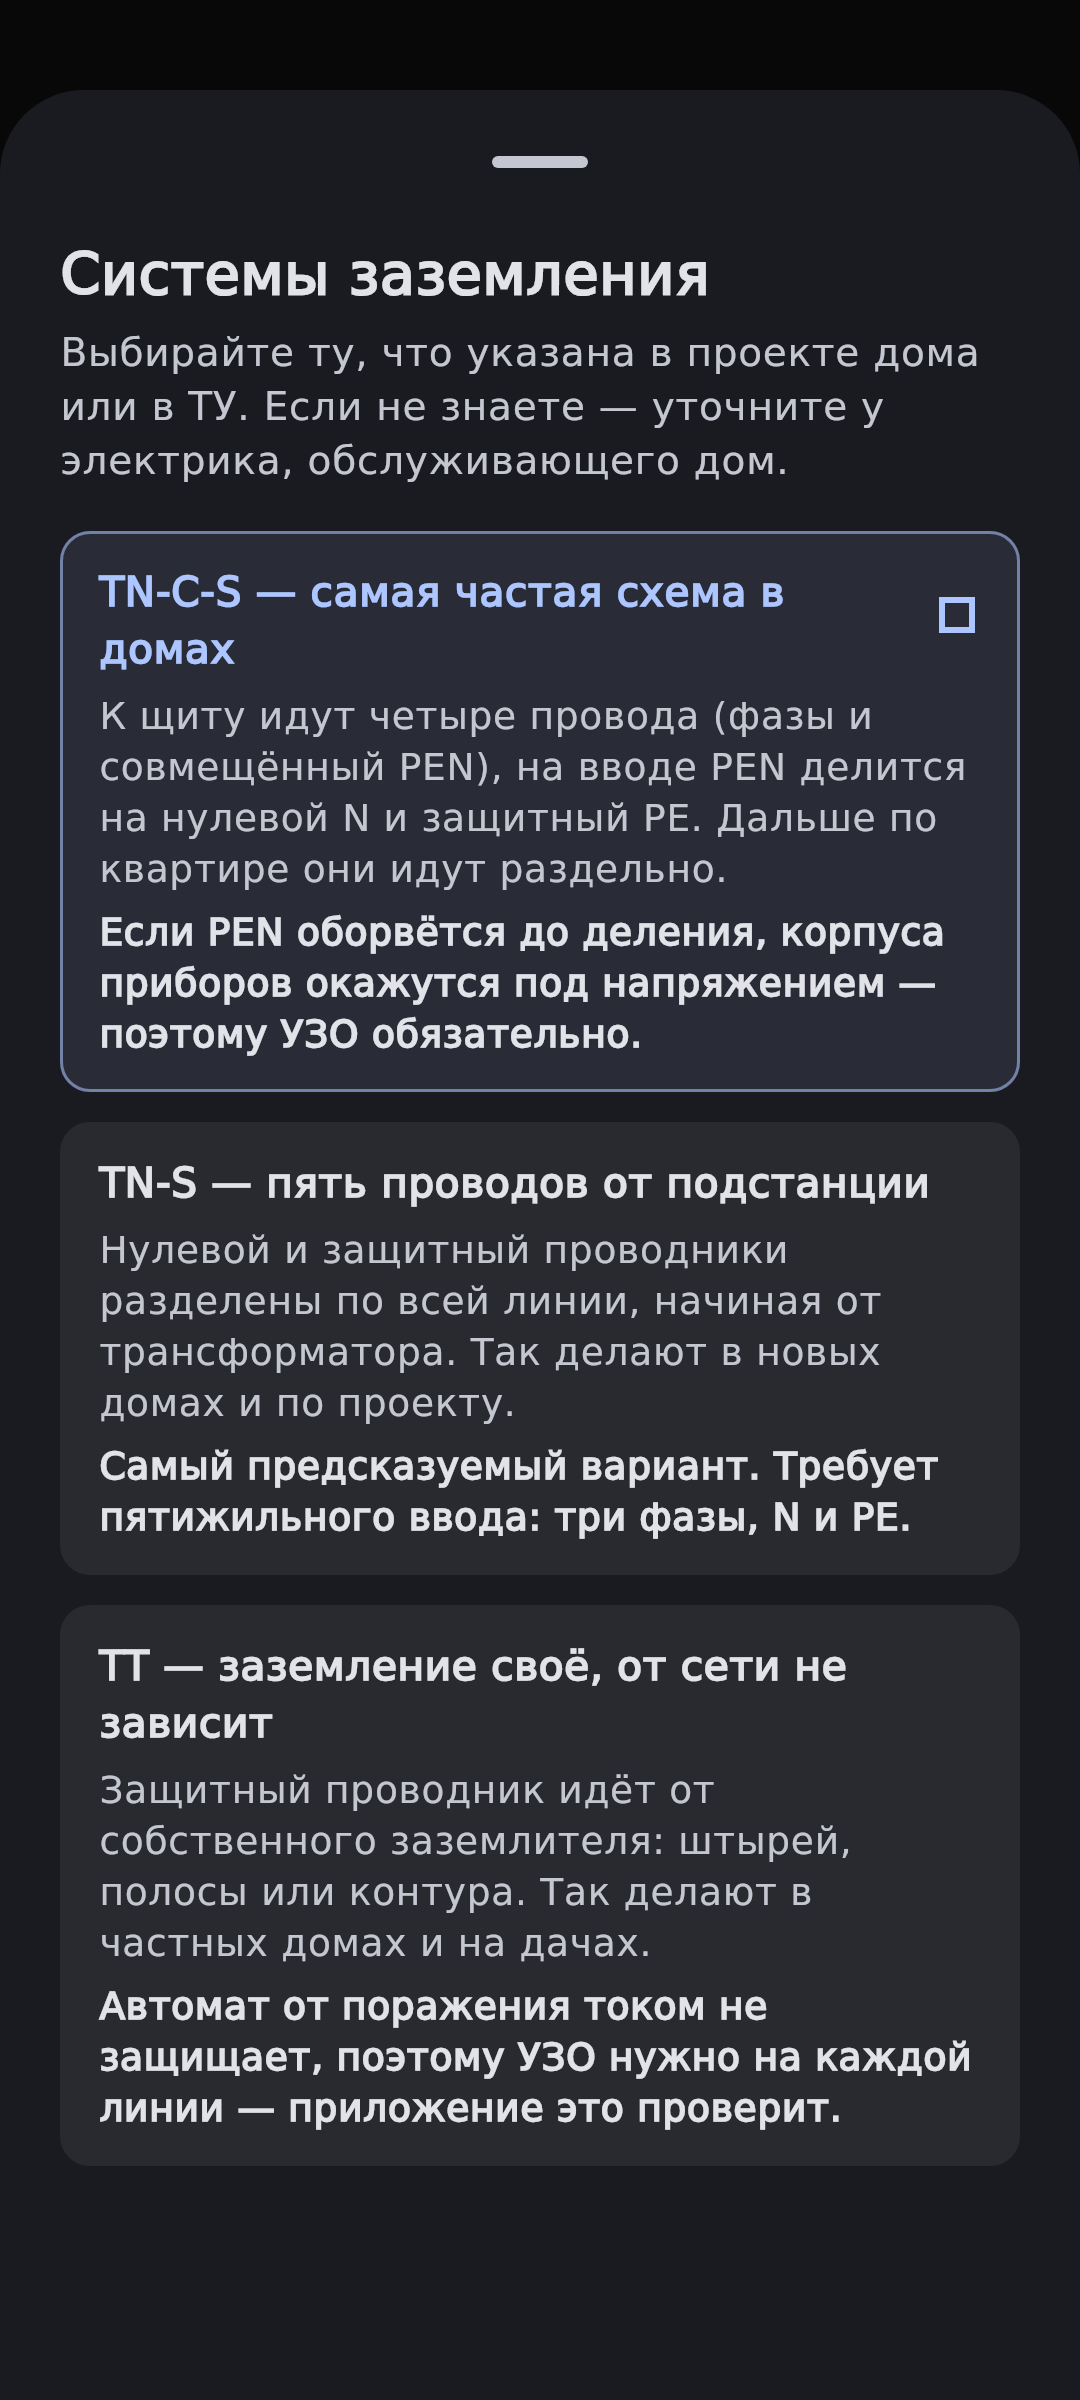 Системы заземления
Выбирайте ту, что указана в проекте дома
или в ТУ. Если не знаете — уточните у
электрика, обслуживающего дом.
TN-C-S — самая частая схема в
домах
К щиту идут четыре провода (фазы и
совмещённый PEN), на вводе PEN делится
на нулевой N и защитный PE. Дальше по
квартире они идут раздельно.
Если PEN оборвётся до деления, корпуса
приборов окажутся под напряжением —
поэтому УЗО обязательно.
TN-S — пять проводов от подстанции
Нулевой и защитный проводники
разделены по всей линии, начиная от
трансформатора. Так делают в новых
домах и по проекту.
Самый предсказуемый вариант. Требует
пятижильного ввода: три фазы, N и PE.
TT — заземление своё, от сети не
зависит
Защитный проводник идёт от
собственного заземлителя: штырей,
полосы или контура. Так делают в
частных домах и на дачах.
Автомат от поражения током не
защищает, поэтому УЗО нужно на каждой
линии — приложение это проверит.